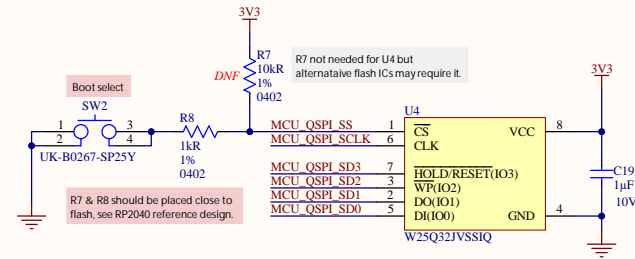 3V3
R7
10kR
1%
0402
DNF
R7 not needed for U4 but
alternataive flash ICs may require it.
3V3
Boot select
SW2
1
2
3
4
UK-B0267-SP25Y
R8
1kR
1%
0402
U4
MCU_QSPI_SS
1
CS
VCC
8
MCU_QSPI_SCLK
6
CLK
MCU_QSPI_SD3
7
HOLD/RESET(IO3)
MCU_QSPI_SD2
3
WP(IO2)
MCU_QSPI_SD1
2
DO(IO1)
MCU_QSPI_SD0
5
DI(IO0)
GND
4
W25Q32JVSSIQ
C19
1µF
10V
R7 & R8 should be placed close to
flash, see RP2040 reference design.